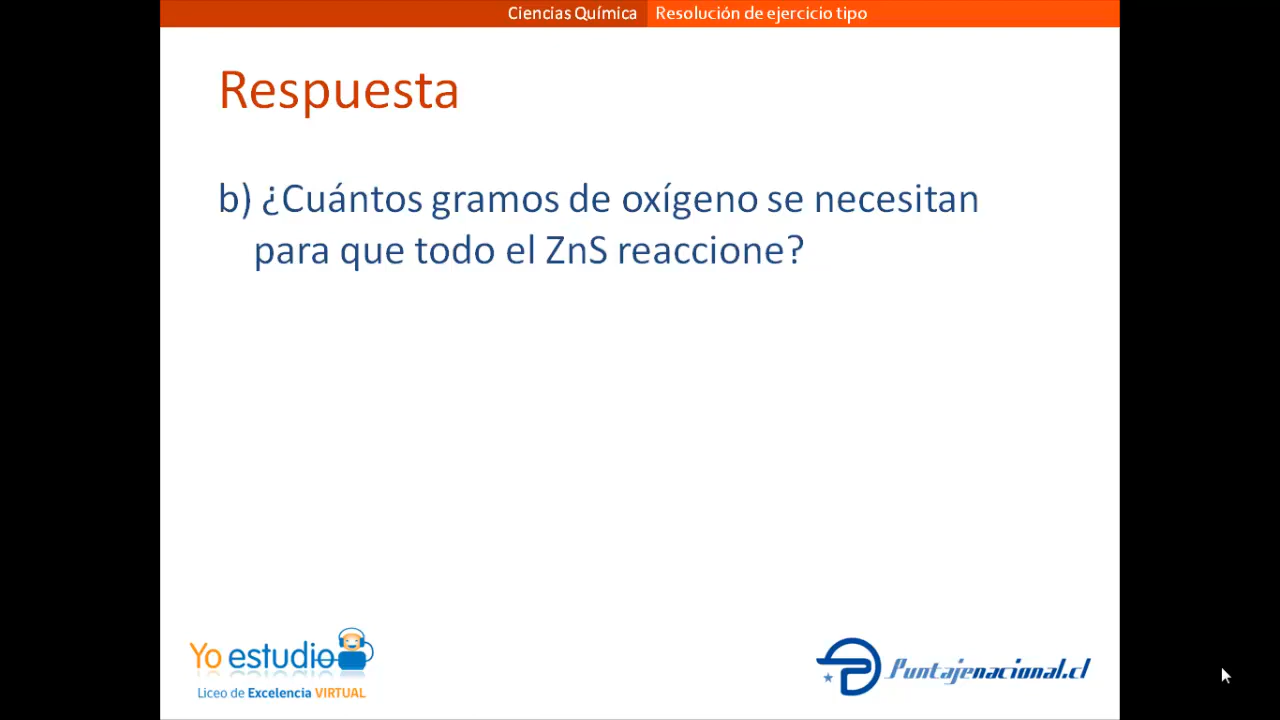 Ciencias Química Resolución de ejercicio tipo
Respuesta
b) ¿Cuántos gramos de oxígeno se necesitan
para que todo el ZnS reaccione?
Yo estudio
Liceo de Excelencia VIRTUAL
Puntajenacional.cl